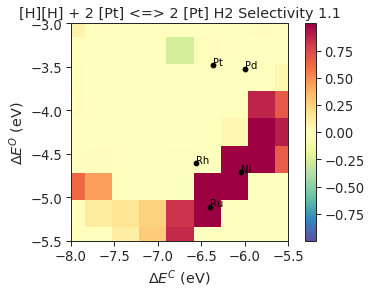 [H][H] + 2 [Pt] <=> 2 [Pt] H2 Selectivity 1.1
−3.0
−3.5
−4.0
−4.5
−5.0
−5.5
ΔE^O (eV)
Pt
Pd
Rh
Ni
Ru
−8.0 −7.5 −7.0 −6.5 −6.0 −5.5
ΔE^C (eV)
0.75
0.50
0.25
0.00
−0.25
−0.50
−0.75